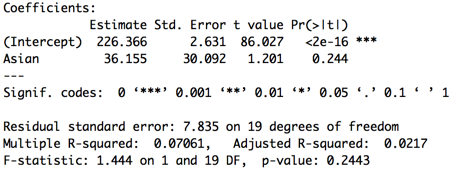 Coefficients:
Estimate Std. Error t value Pr(>|t|)
(Intercept) 226.366 2.631 86.027 <2e-16 ***
Asian 36.155 30.092 1.201 0.244
---
Signif. codes: 0 ‘***’ 0.001 ‘**’ 0.01 ‘*’ 0.05 ‘.’ 0.1 ‘ ’ 1
Residual standard error: 7.835 on 19 degrees of freedom
Multiple R-squared: 0.07061, Adjusted R-squared: 0.0217
F-statistic: 1.444 on 1 and 19 DF, p-value: 0.2443